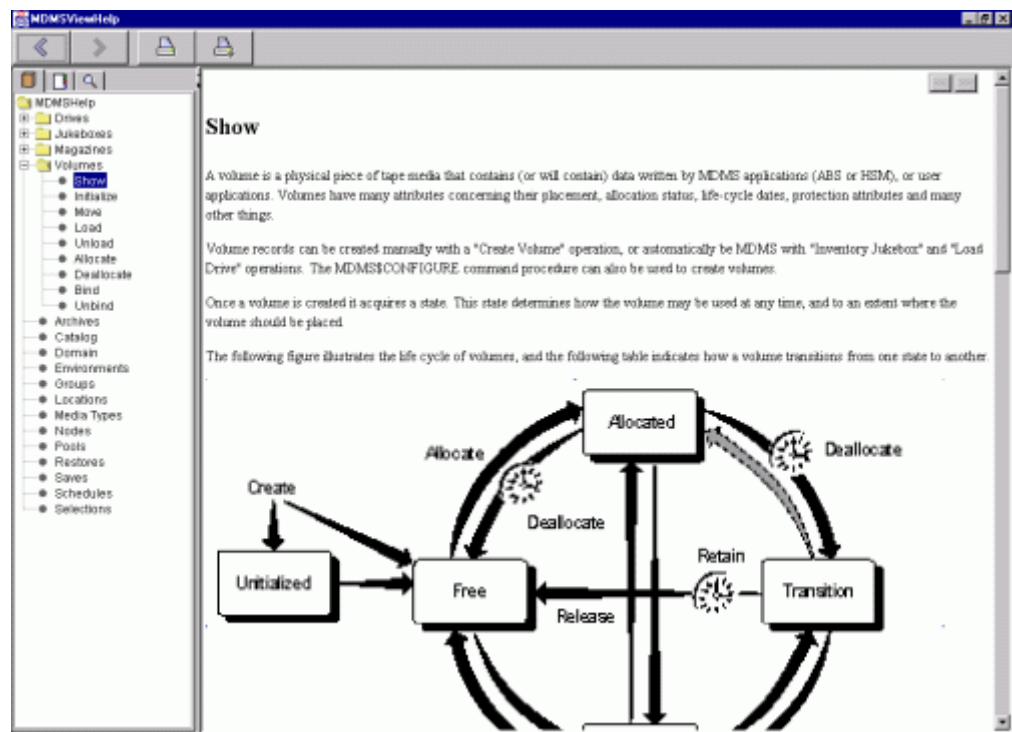 MDMSViewHelp
MDMSHelp
Drives
Jukeboxes
Magazines
Volumes
Show
Initialize
Move
Load
Unload
Allocate
Deallocate
Bind
Unbind
Archives
Catalog
Domain
Environments
Groups
Locations
Media Types
Nodes
Pools
Restores
Saves
Schedules
Selections
Show
A volume is a physical piece of tape media that contains (or will contain) data written by MDMS applications (ABS or HSM), or user
applications. Volumes have many attributes concerning their placement, allocation status, life-cycle dates, protection attributes and many
other things.
Volume records can be created manually with a "Create Volume" operation, or automatically be MDMS with "Inventory Jukebox" and "Load
Drive" operations. The MDMS$CONFIGURE command procedure can also be used to create volumes.
Once a volume is created it acquires a state. This state determines how the volume may be used at any time, and to an extent where the
volume should be placed
The following figure illustrates the life cycle of volumes, and the following table indicates how a volume transitions from one state to another.
Allocated
Allocate
Deallocate
Create
Deallocate
Retain
Unitialized
Free
Transition
Release